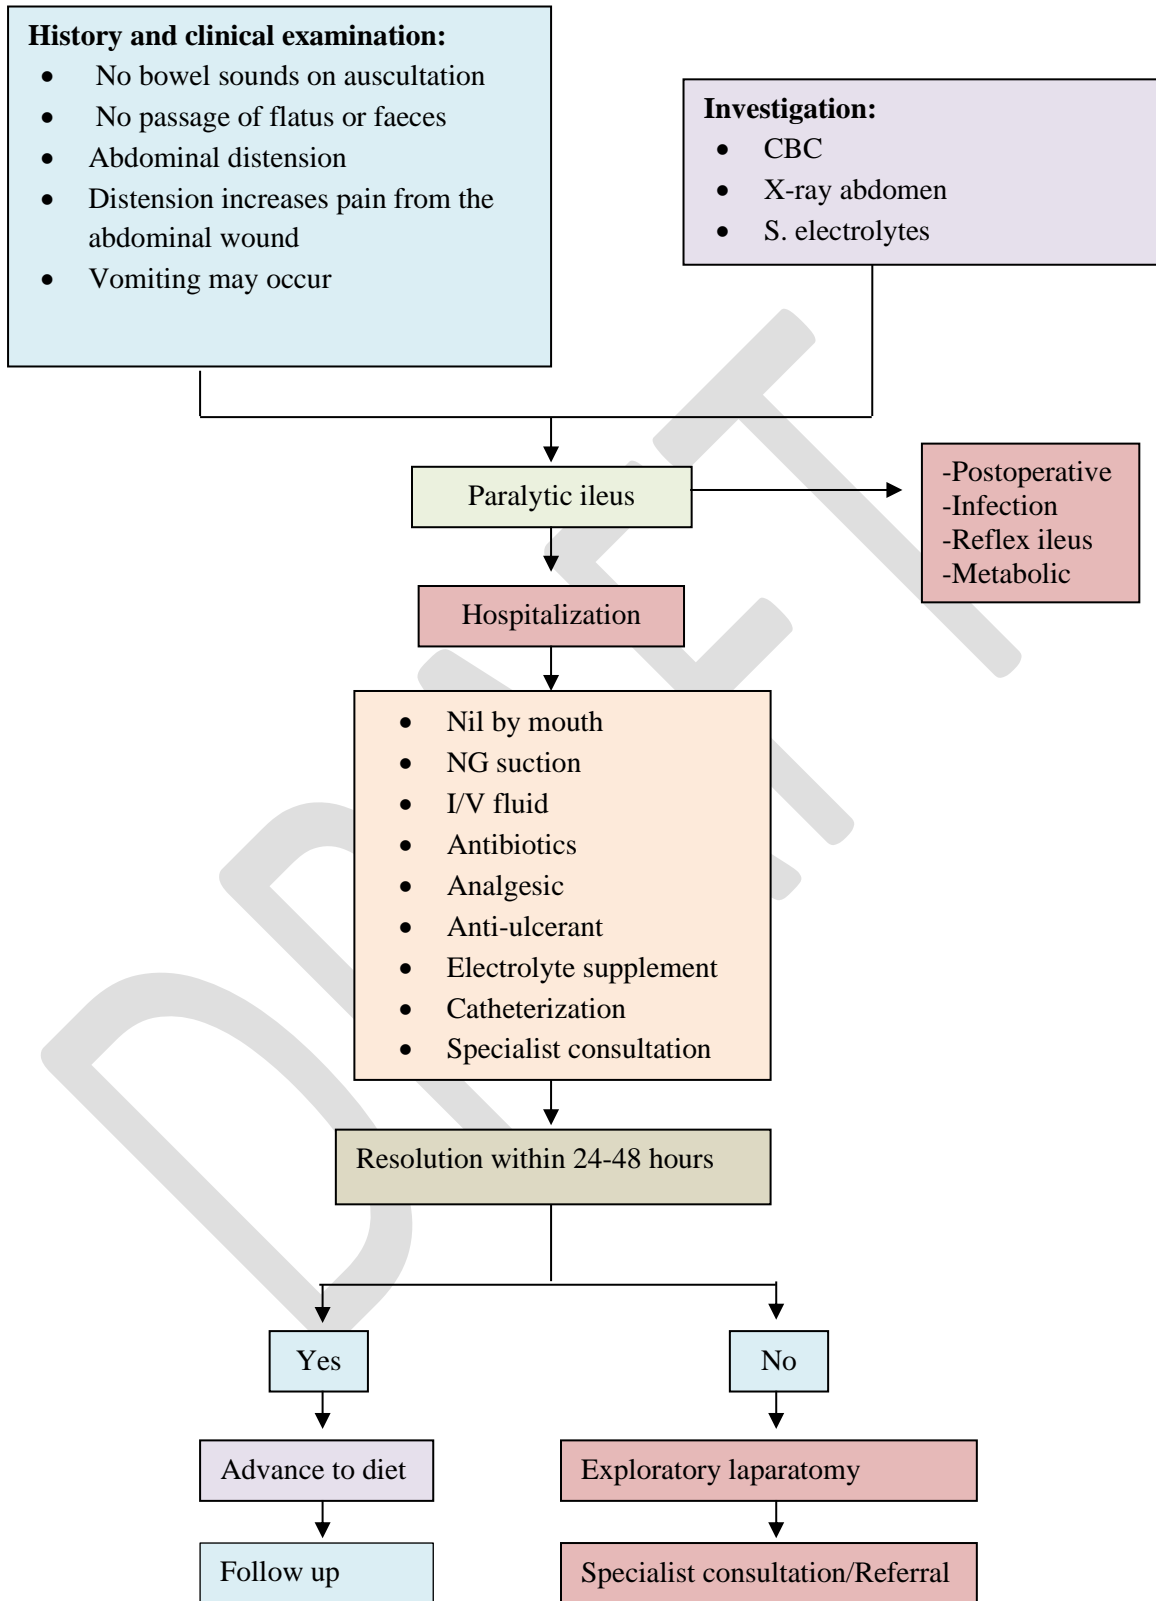 History and clinical examination:
• No bowel sounds on auscultation
• No passage of flatus or faeces
• Abdominal distension
• Distension increases pain from the
abdominal wound
• Vomiting may occur
Investigation:
• CBC
• X-ray abdomen
• S. electrolytes
Paralytic ileus
-Postoperative
-Infection
-Reflex ileus
-Metabolic
Hospitalization
• Nil by mouth
• NG suction
• I/V fluid
• Antibiotics
• Analgesic
• Anti-ulcerant
• Electrolyte supplement
• Catheterization
• Specialist consultation
Resolution within 24-48 hours
Yes
No
Advance to diet
Exploratory laparatomy
Follow up
Specialist consultation/Referral
DRAFT